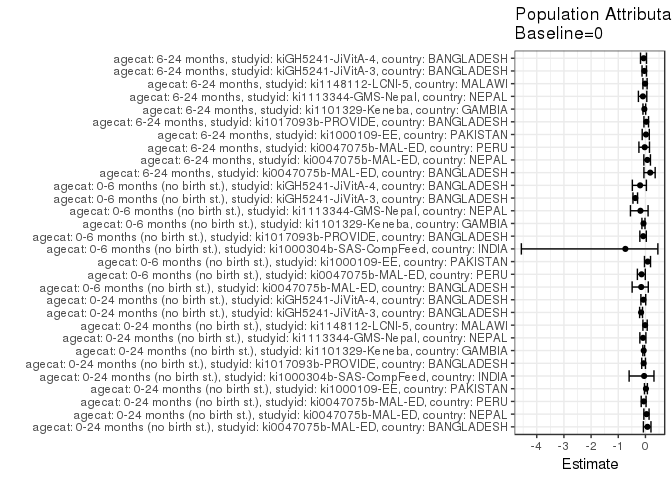 Population Attributa
Baseline=0
agecat: 6-24 months, studyid: kiGH5241-JiVitA-4, country: BANGLADESH
agecat: 6-24 months, studyid: kiGH5241-JiVitA-3, country: BANGLADESH
agecat: 6-24 months, studyid: ki1148112-LCNI-5, country: MALAWI
agecat: 6-24 months, studyid: ki1113344-GMS-Nepal, country: NEPAL
agecat: 6-24 months, studyid: ki1101329-Keneba, country: GAMBIA
agecat: 6-24 months, studyid: ki1017093b-PROVIDE, country: BANGLADESH
agecat: 6-24 months, studyid: ki1000109-EE, country: PAKISTAN
agecat: 6-24 months, studyid: ki0047075b-MAL-ED, country: PERU
agecat: 6-24 months, studyid: ki0047075b-MAL-ED, country: NEPAL
agecat: 6-24 months, studyid: ki0047075b-MAL-ED, country: BANGLADESH
agecat: 0-6 months (no birth st.), studyid: kiGH5241-JiVitA-4, country: BANGLADESH
agecat: 0-6 months (no birth st.), studyid: kiGH5241-JiVitA-3, country: BANGLADESH
agecat: 0-6 months (no birth st.), studyid: ki1113344-GMS-Nepal, country: NEPAL
agecat: 0-6 months (no birth st.), studyid: ki1101329-Keneba, country: GAMBIA
agecat: 0-6 months (no birth st.), studyid: ki1017093b-PROVIDE, country: BANGLADESH
agecat: 0-6 months (no birth st.), studyid: ki1000304b-SAS-CompFeed, country: INDIA
agecat: 0-6 months (no birth st.), studyid: ki1000109-EE, country: PAKISTAN
agecat: 0-6 months (no birth st.), studyid: ki0047075b-MAL-ED, country: PERU
agecat: 0-6 months (no birth st.), studyid: ki0047075b-MAL-ED, country: BANGLADESH
agecat: 0-24 months (no birth st.), studyid: kiGH5241-JiVitA-4, country: BANGLADESH
agecat: 0-24 months (no birth st.), studyid: kiGH5241-JiVitA-3, country: BANGLADESH
agecat: 0-24 months (no birth st.), studyid: ki1148112-LCNI-5, country: MALAWI
agecat: 0-24 months (no birth st.), studyid: ki1113344-GMS-Nepal, country: NEPAL
agecat: 0-24 months (no birth st.), studyid: ki1101329-Keneba, country: GAMBIA
agecat: 0-24 months (no birth st.), studyid: ki1017093b-PROVIDE, country: BANGLADESH
agecat: 0-24 months (no birth st.), studyid: ki1000304b-SAS-CompFeed, country: INDIA
agecat: 0-24 months (no birth st.), studyid: ki1000109-EE, country: PAKISTAN
agecat: 0-24 months (no birth st.), studyid: ki0047075b-MAL-ED, country: PERU
agecat: 0-24 months (no birth st.), studyid: ki0047075b-MAL-ED, country: NEPAL
agecat: 0-24 months (no birth st.), studyid: ki0047075b-MAL-ED, country: BANGLADESH
-4 -3 -2 -1 0
Estimate